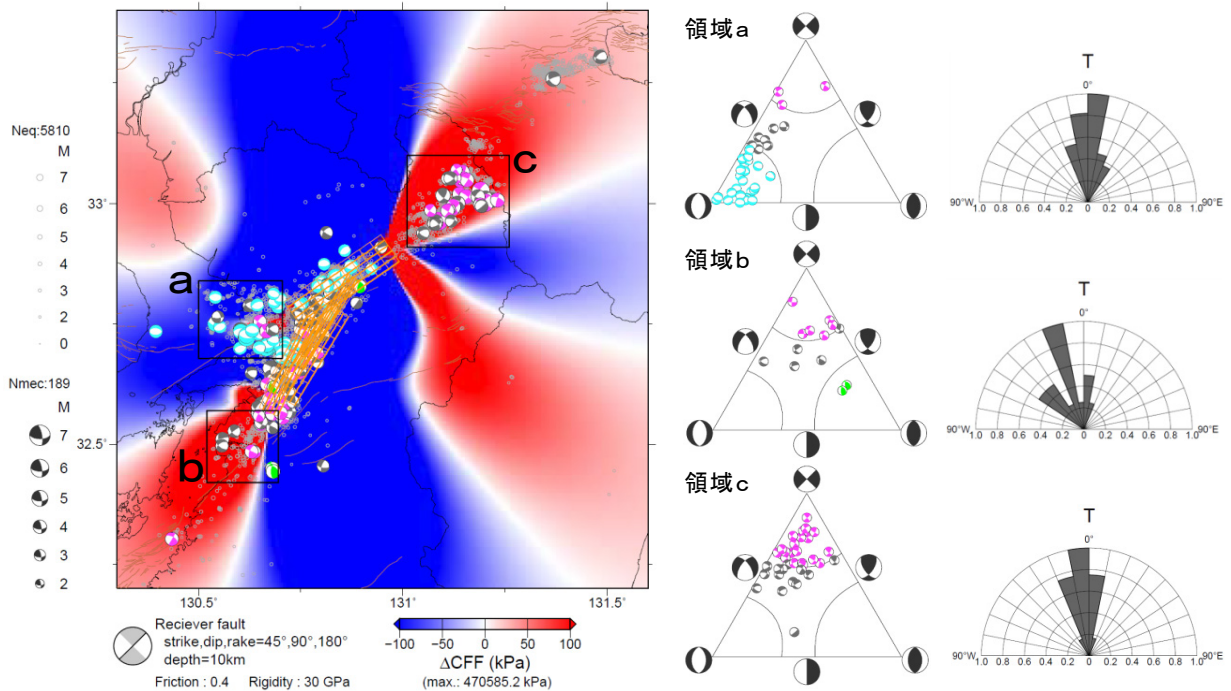 Neq:5810
M
7
6
5
4
3
2
0
Nmec:189
M
7
6
5
4
3
2
33°
32.5°
130.5°
131°
131.5°
a
b
c
Reciever fault
strike,dip,rake=45°,90°,180°
depth=10km
Friction : 0.4 Rigidity : 30 GPa
−100 −50 0 50 100
ΔCFF (kPa)
(max.: 470585.2 kPa)
領域a
T
0°
90°W 90°E
1.0 0.8 0.6 0.4 0.2 0 0.2 0.4 0.6 0.8 1.0
領域b
T
0°
90°W 90°E
1.0 0.8 0.6 0.4 0.2 0 0.2 0.4 0.6 0.8 1.0
領域c
T
0°
90°W 90°E
1.0 0.8 0.6 0.4 0.2 0 0.2 0.4 0.6 0.8 1.0